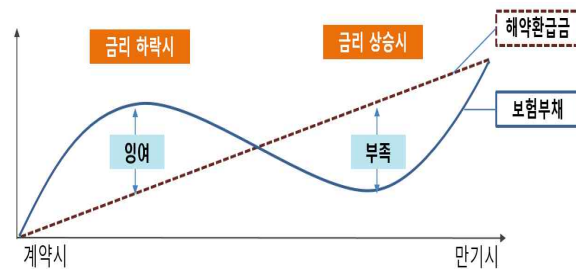 금리 하락시
금리 상승시
해약환급금
보험부채
잉여
부족
계약시
만기시